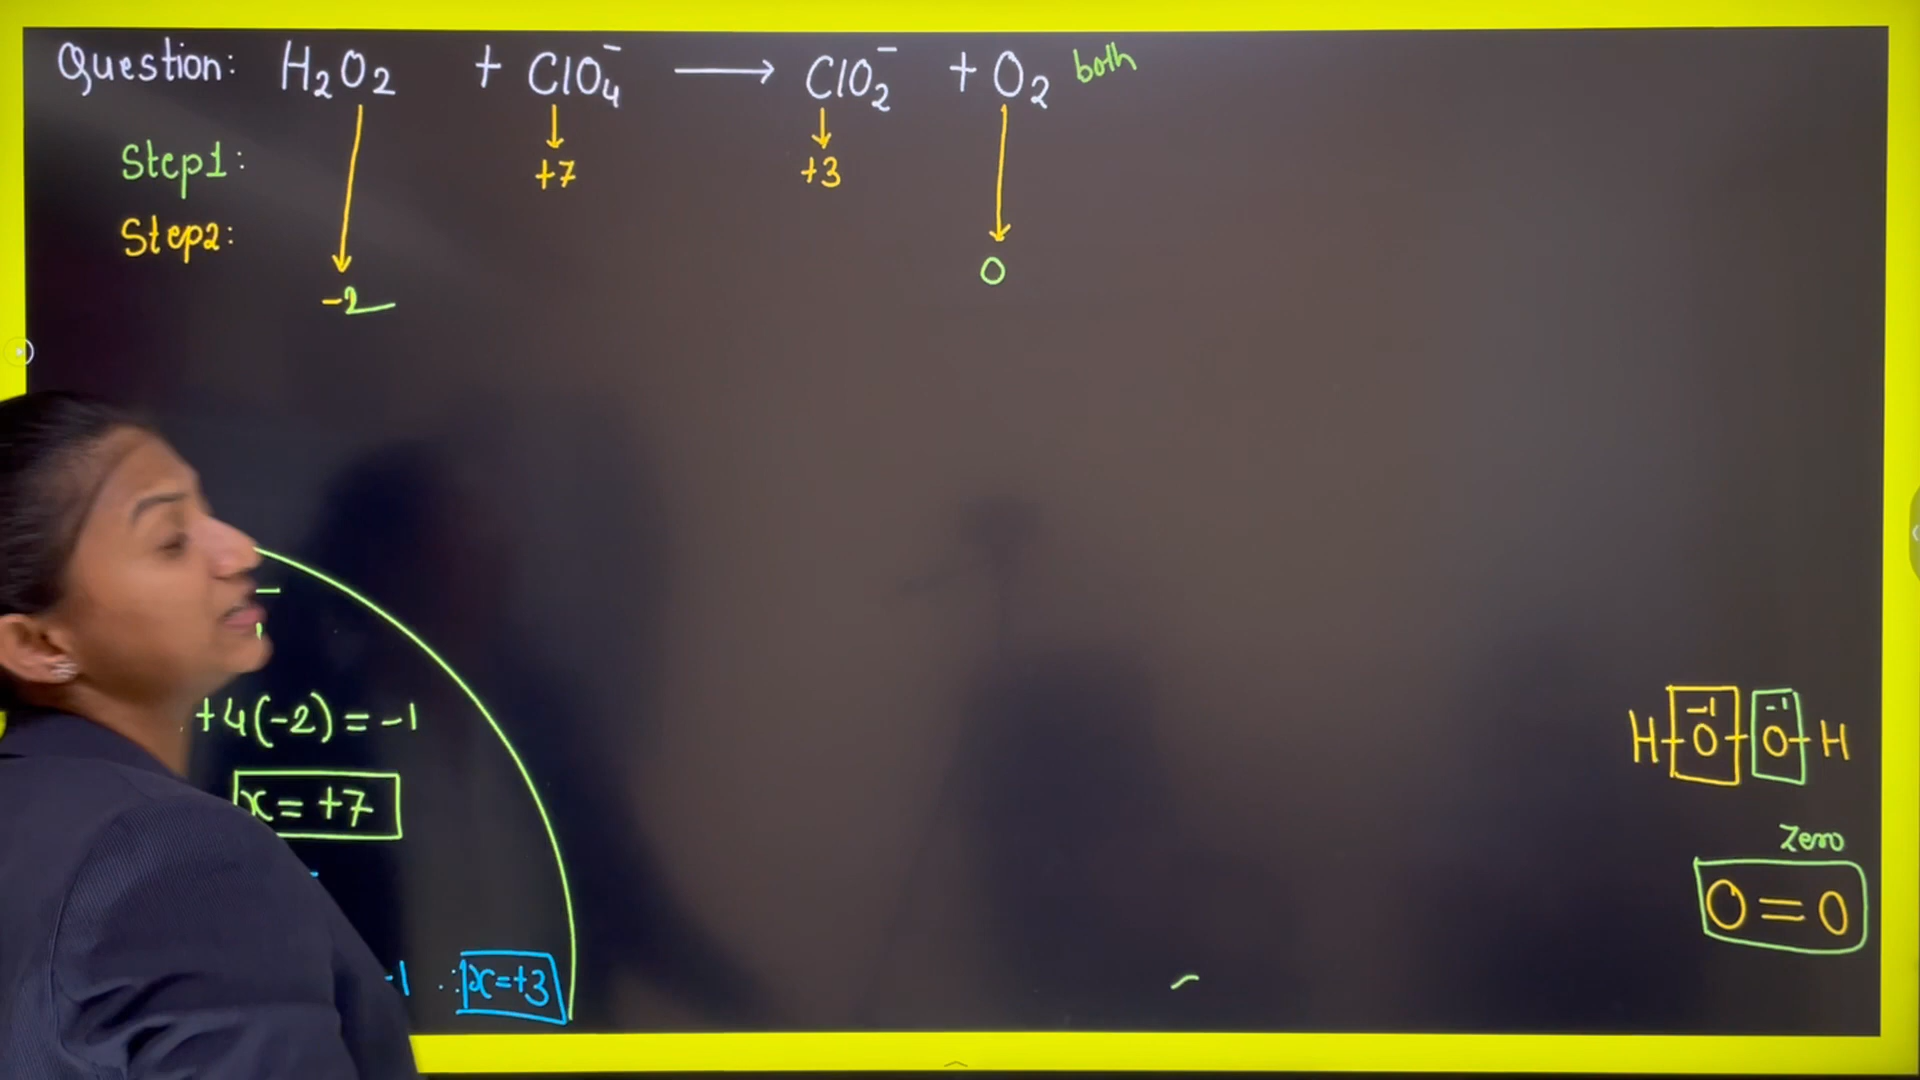 Question: H₂O₂ + ClO₄⁻ ⟶ ClO₂⁻ + O₂ both
Step1: +7 +3
Step2:
-2 0
+4(-2) = -1
x = +7
-1 ∴ x=+3
-1 -1
H-O-O-H
Zero
O=O